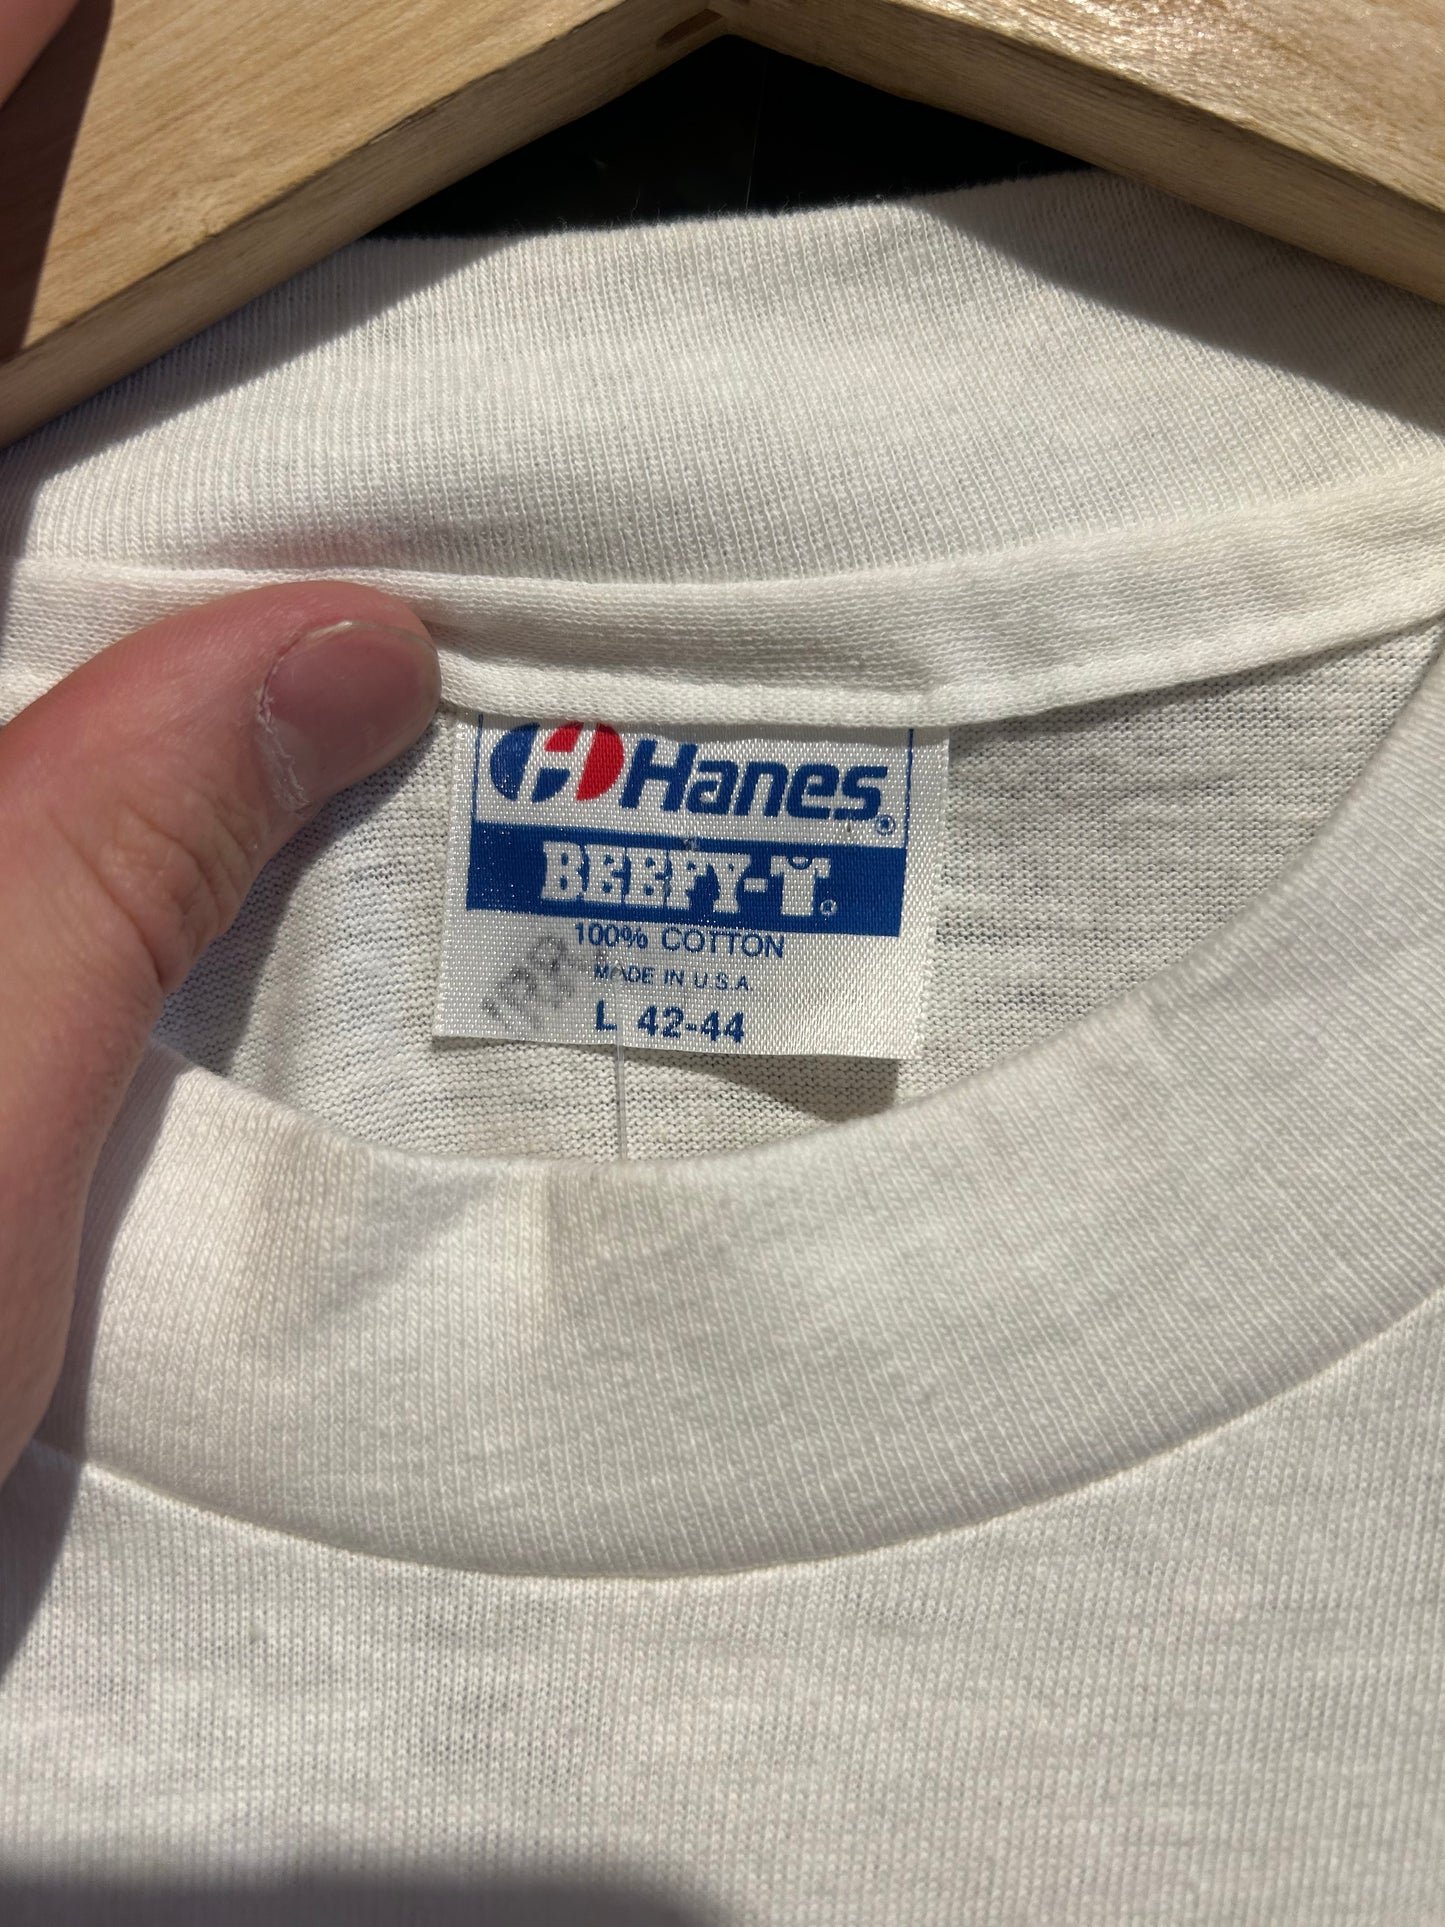 Hanes®
BEEFY-T®
100% COTTON
MADE IN U.S.A.
L 42-44